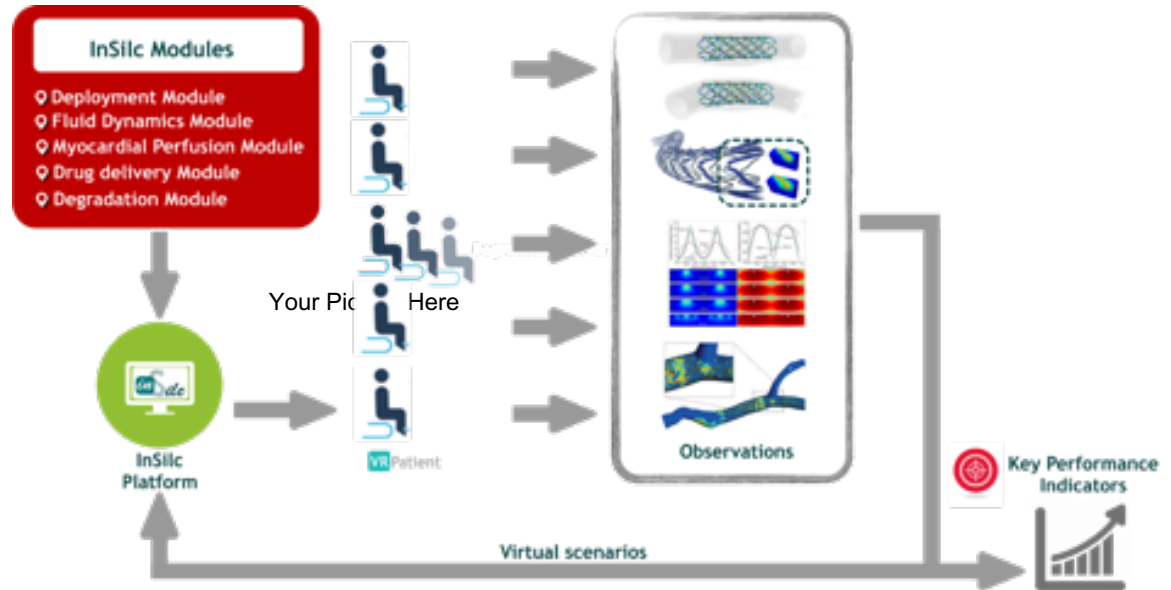 InSilc Modules
Deployment Module
Fluid Dynamics Module
Myocardial Perfusion Module
Drug delivery Module
Degradation Module
Your Pic
Here
InSilc
Platform
VRPatient
Observations
Key Performance
Indicators
Virtual scenarios